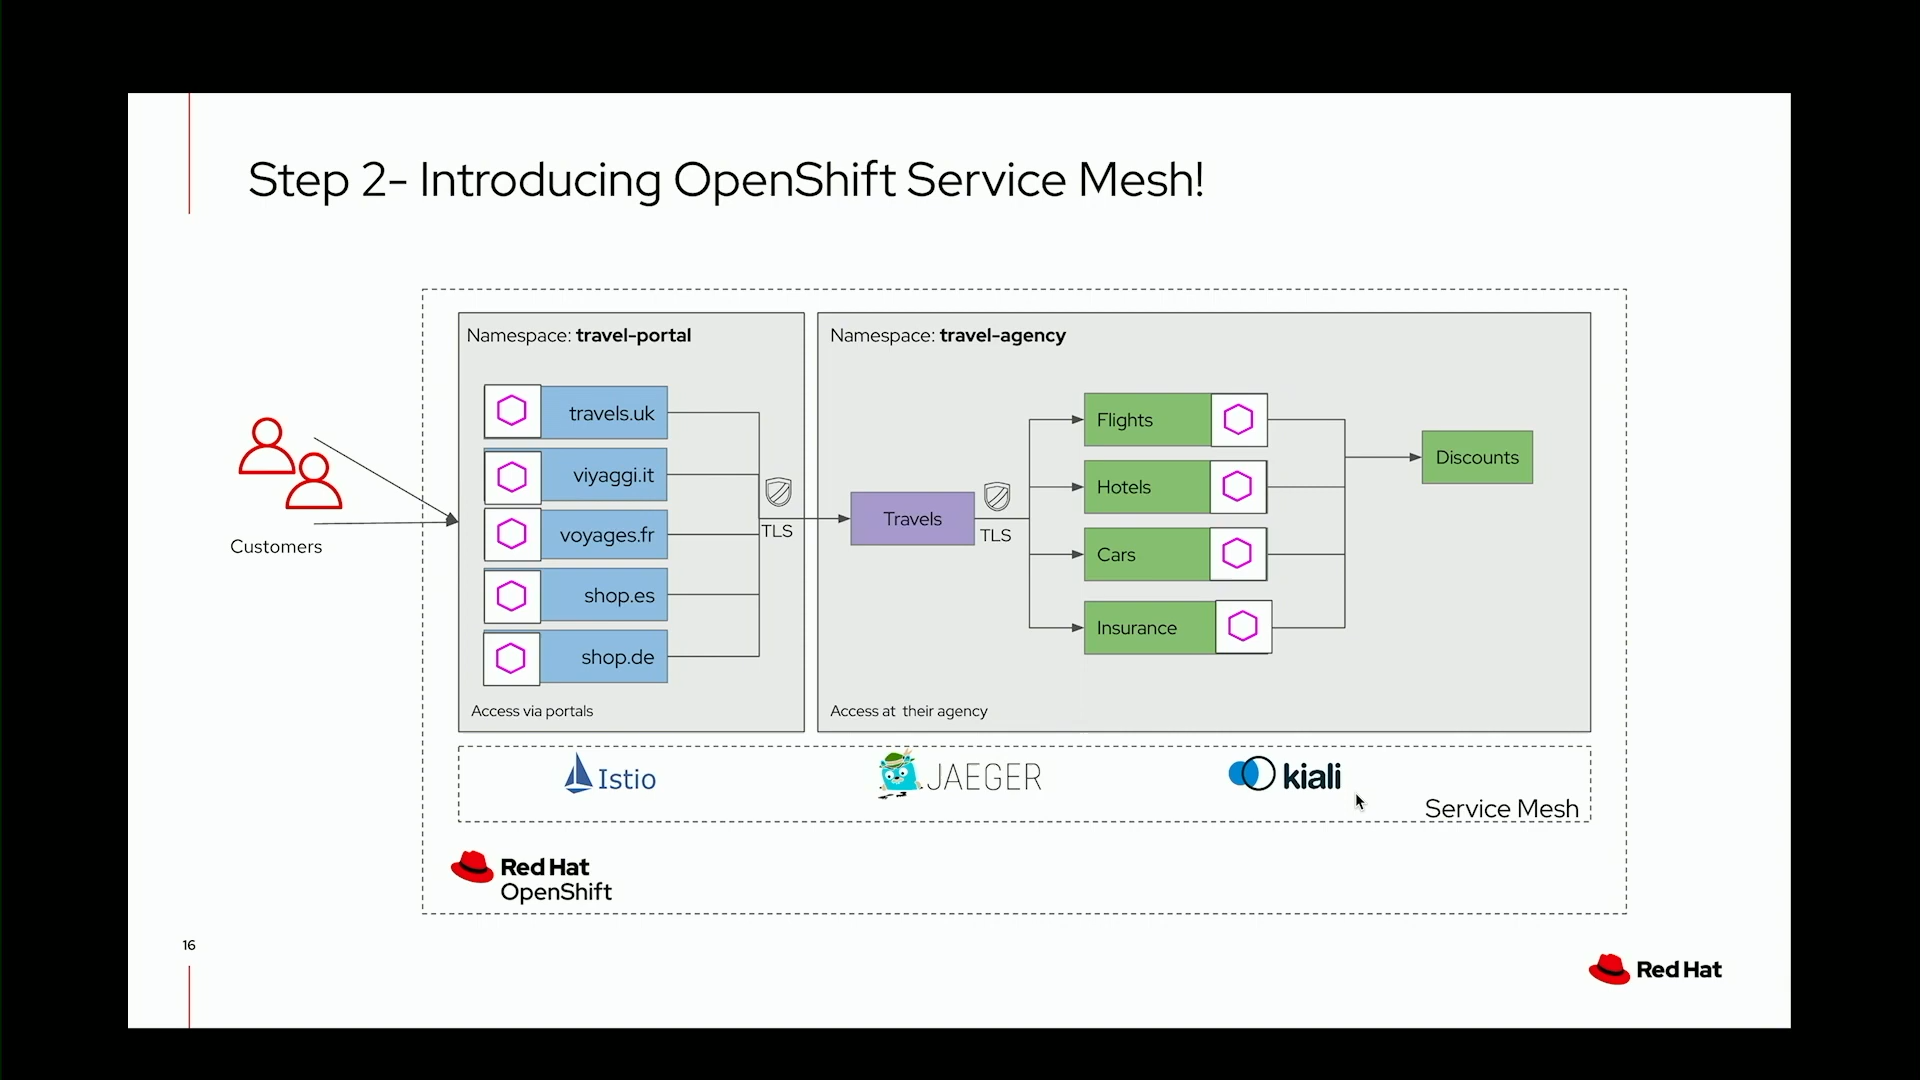 Step 2- Introducing OpenShift Service Mesh!
Namespace: travel-portal
Namespace: travel-agency
travels.uk
viyaggi.it
voyages.fr
shop.es
shop.de
Customers
TLS
Travels
TLS
Flights
Hotels
Cars
Insurance
Discounts
Access via portals
Access at their agency
Istio
JAEGER
kiali
Service Mesh
Red Hat
OpenShift
16
Red Hat